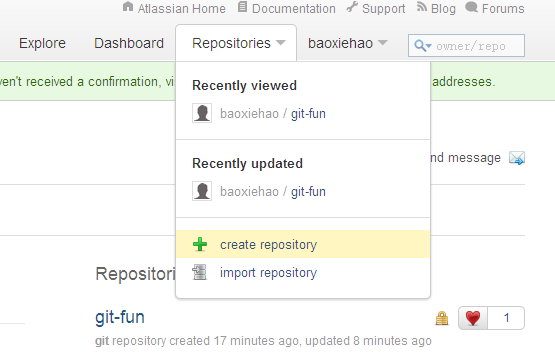 Atlassian Home Documentation Support Blog Forums
Explore Dashboard Repositories baoxiehao owner/repo
ven't received a confirmation, vi addresses.
Recently viewed
baoxiehao / git-fun
nd message
Recently updated
baoxiehao / git-fun
create repository
import repository
Repositori
git-fun 1
git repository created 17 minutes ago, updated 8 minutes ago